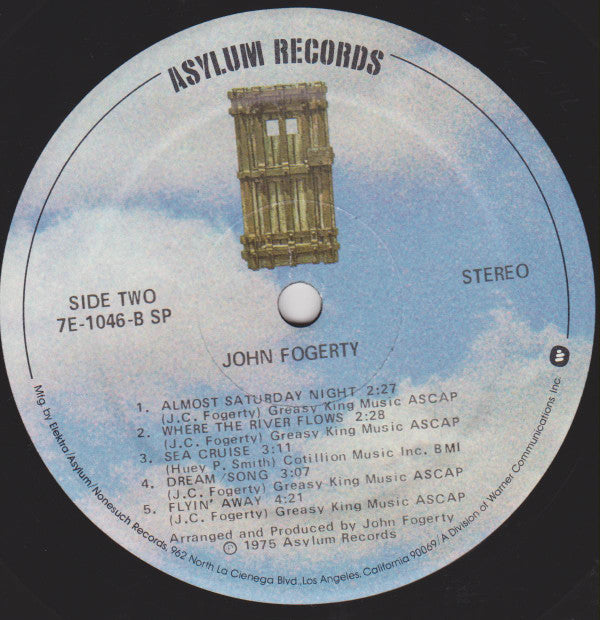 ASYLUM RECORDS
SIDE TWO
7E-1046-B SP
STEREO
JOHN FOGERTY
1. ALMOST SATURDAY NIGHT 2:27
(J.C. Fogerty) Greasy King Music ASCAP
2. WHERE THE RIVER FLOWS 2:28
(J.C. Fogerty) Greasy King Music ASCAP
3. SEA CRUISE 3:11
(Huey P. Smith) Cotillion Music Inc. BMI
4. DREAM/SONG 3:07
(J.C. Fogerty) Greasy King Music ASCAP
5. FLYIN' AWAY 4:21
(J.C. Fogerty) Greasy King Music ASCAP
Arranged and Produced by John Fogerty
℗ 1975 Asylum Records
Mfg. by Elektra/Asylum/Nonesuch Records, 962 North La Cienega Blvd., Los Angeles, California 90069/A Division of Warner Communications Inc.